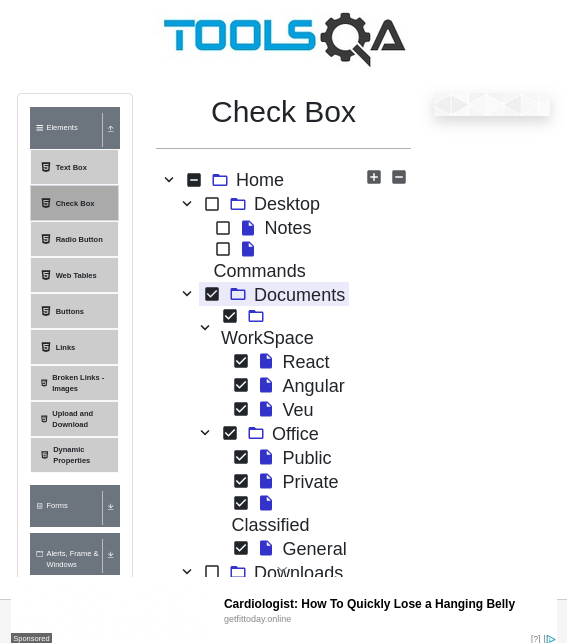 TOOLSQA
Elements
Text Box
Check Box
Radio Button
Web Tables
Buttons
Links
Broken Links -
Images
Upload and
Download
Dynamic
Properties
Forms
Alerts, Frame &
Windows
Check Box
Home
Desktop
Notes
Commands
Documents
WorkSpace
React
Angular
Veu
Office
Public
Private
Classified
General
Downloads
Cardiologist: How To Quickly Lose a Hanging Belly
getfittoday.online
Sponsored
[?]